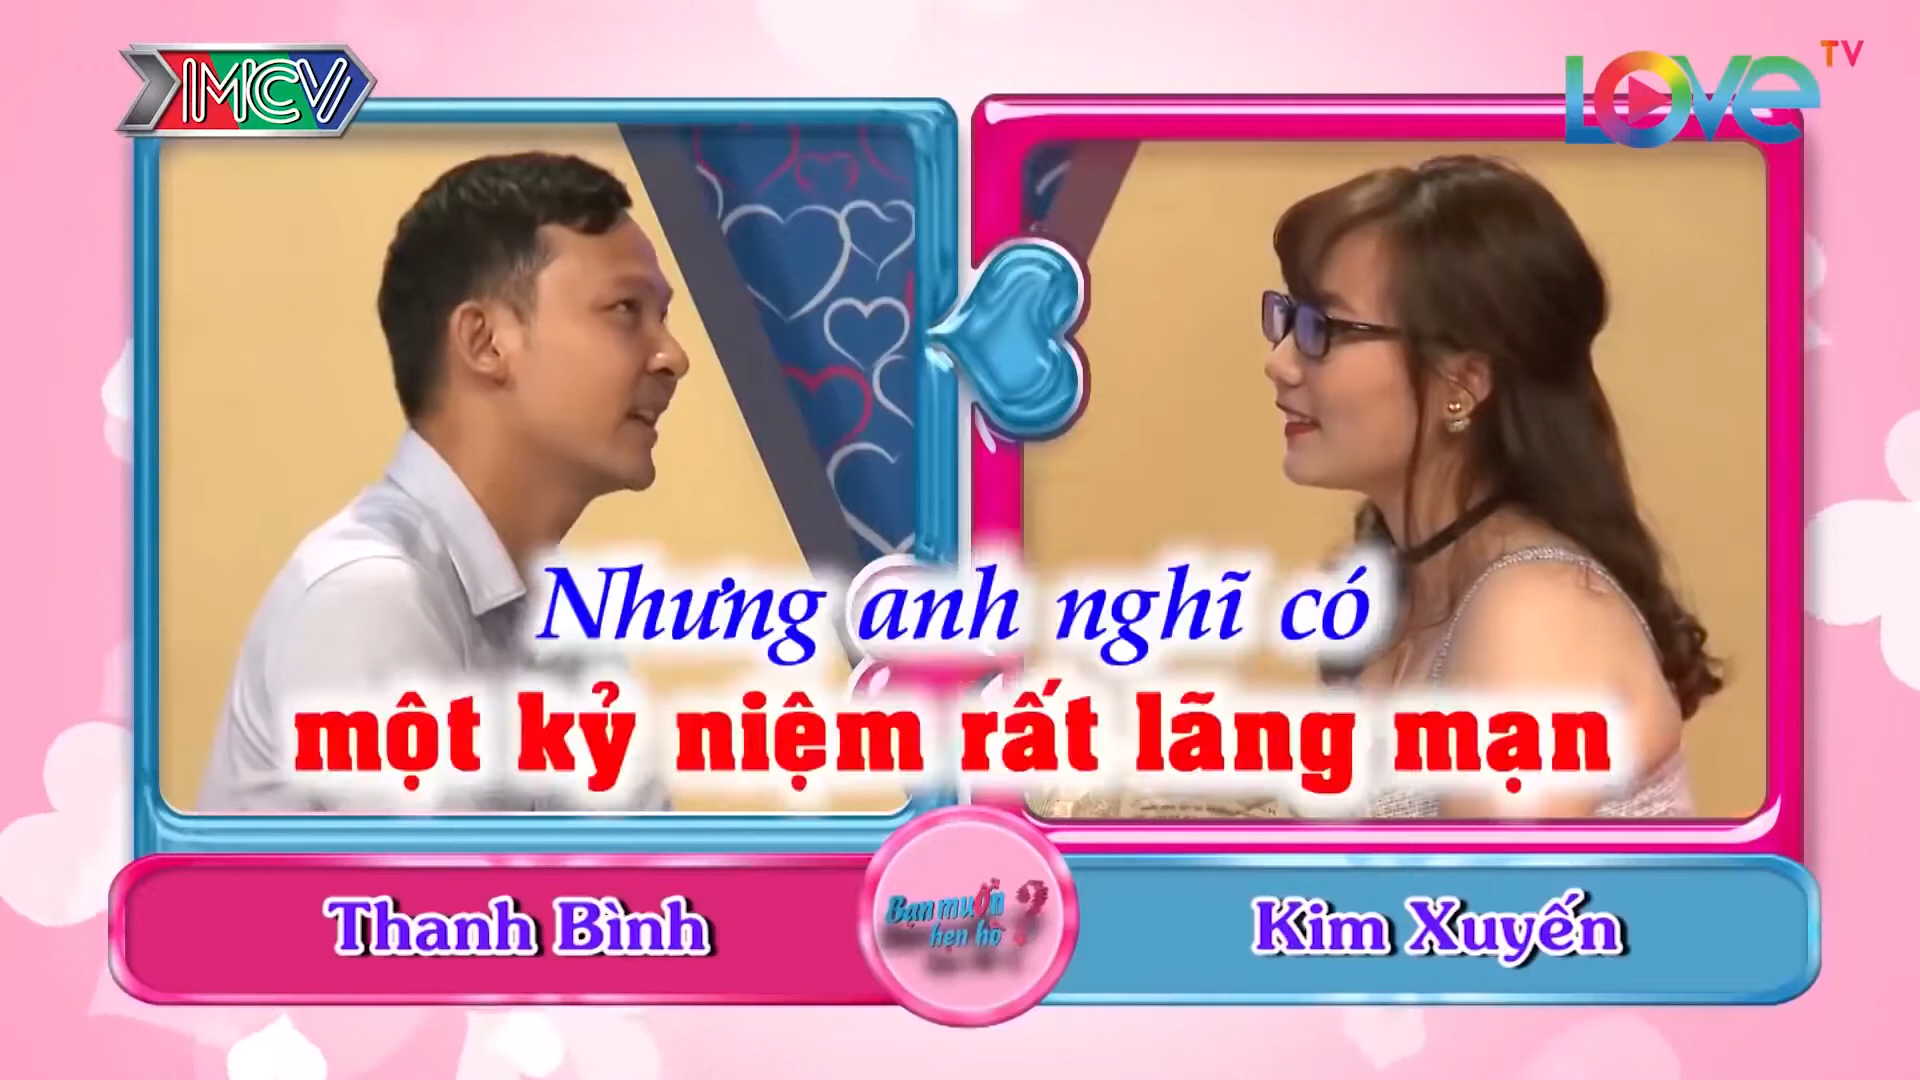 MCV
LOVE TV
Nhưng anh nghĩ có
một kỷ niệm rất lãng mạn
Thanh Bình
Bạn muốn
hẹn hò
?
Kim Xuyến